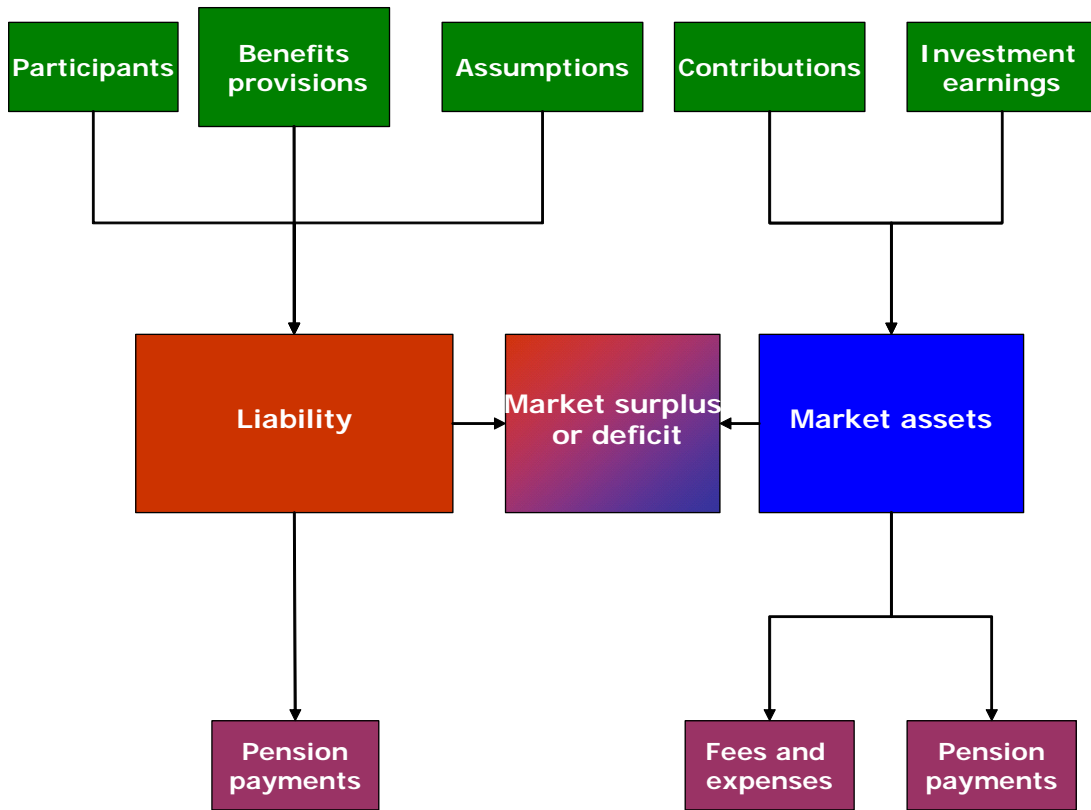 Participants
Benefits
provisions
Assumptions
Contributions
Investment
earnings
Liability
Market surplus
or deficit
Market assets
Pension
payments
Fees and
expenses
Pension
payments